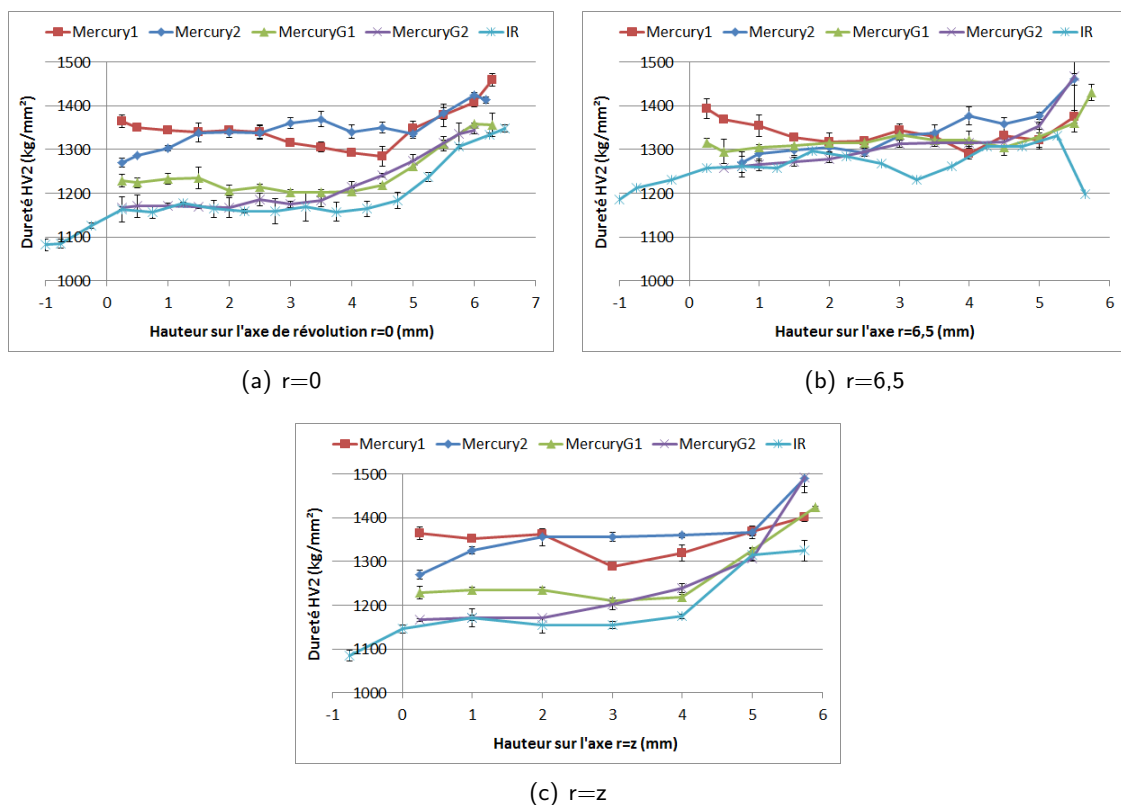 Mercury1 Mercury2 MercuryG1 MercuryG2 IR
1500
1400
1300
1200
1100
1000
Dureté HV2 (kg/mm²)
-1 0 1 2 3 4 5 6 7
Hauteur sur l'axe de révolution r=0 (mm)
(a) r=0
Mercury1 Mercury2 MercuryG1 MercuryG2 IR
1500
1400
1300
1200
1100
1000
Dureté HV2 (kg/mm²)
-1 0 1 2 3 4 5 6
Hauteur sur l'axe r=6,5 (mm)
(b) r=6,5
Mercury1 Mercury2 MercuryG1 MercuryG2 IR
1500
1400
1300
1200
1100
1000
Dureté HV2 (kg/mm²)
-1 0 1 2 3 4 5 6
Hauteur sur l'axe r=z (mm)
(c) r=z